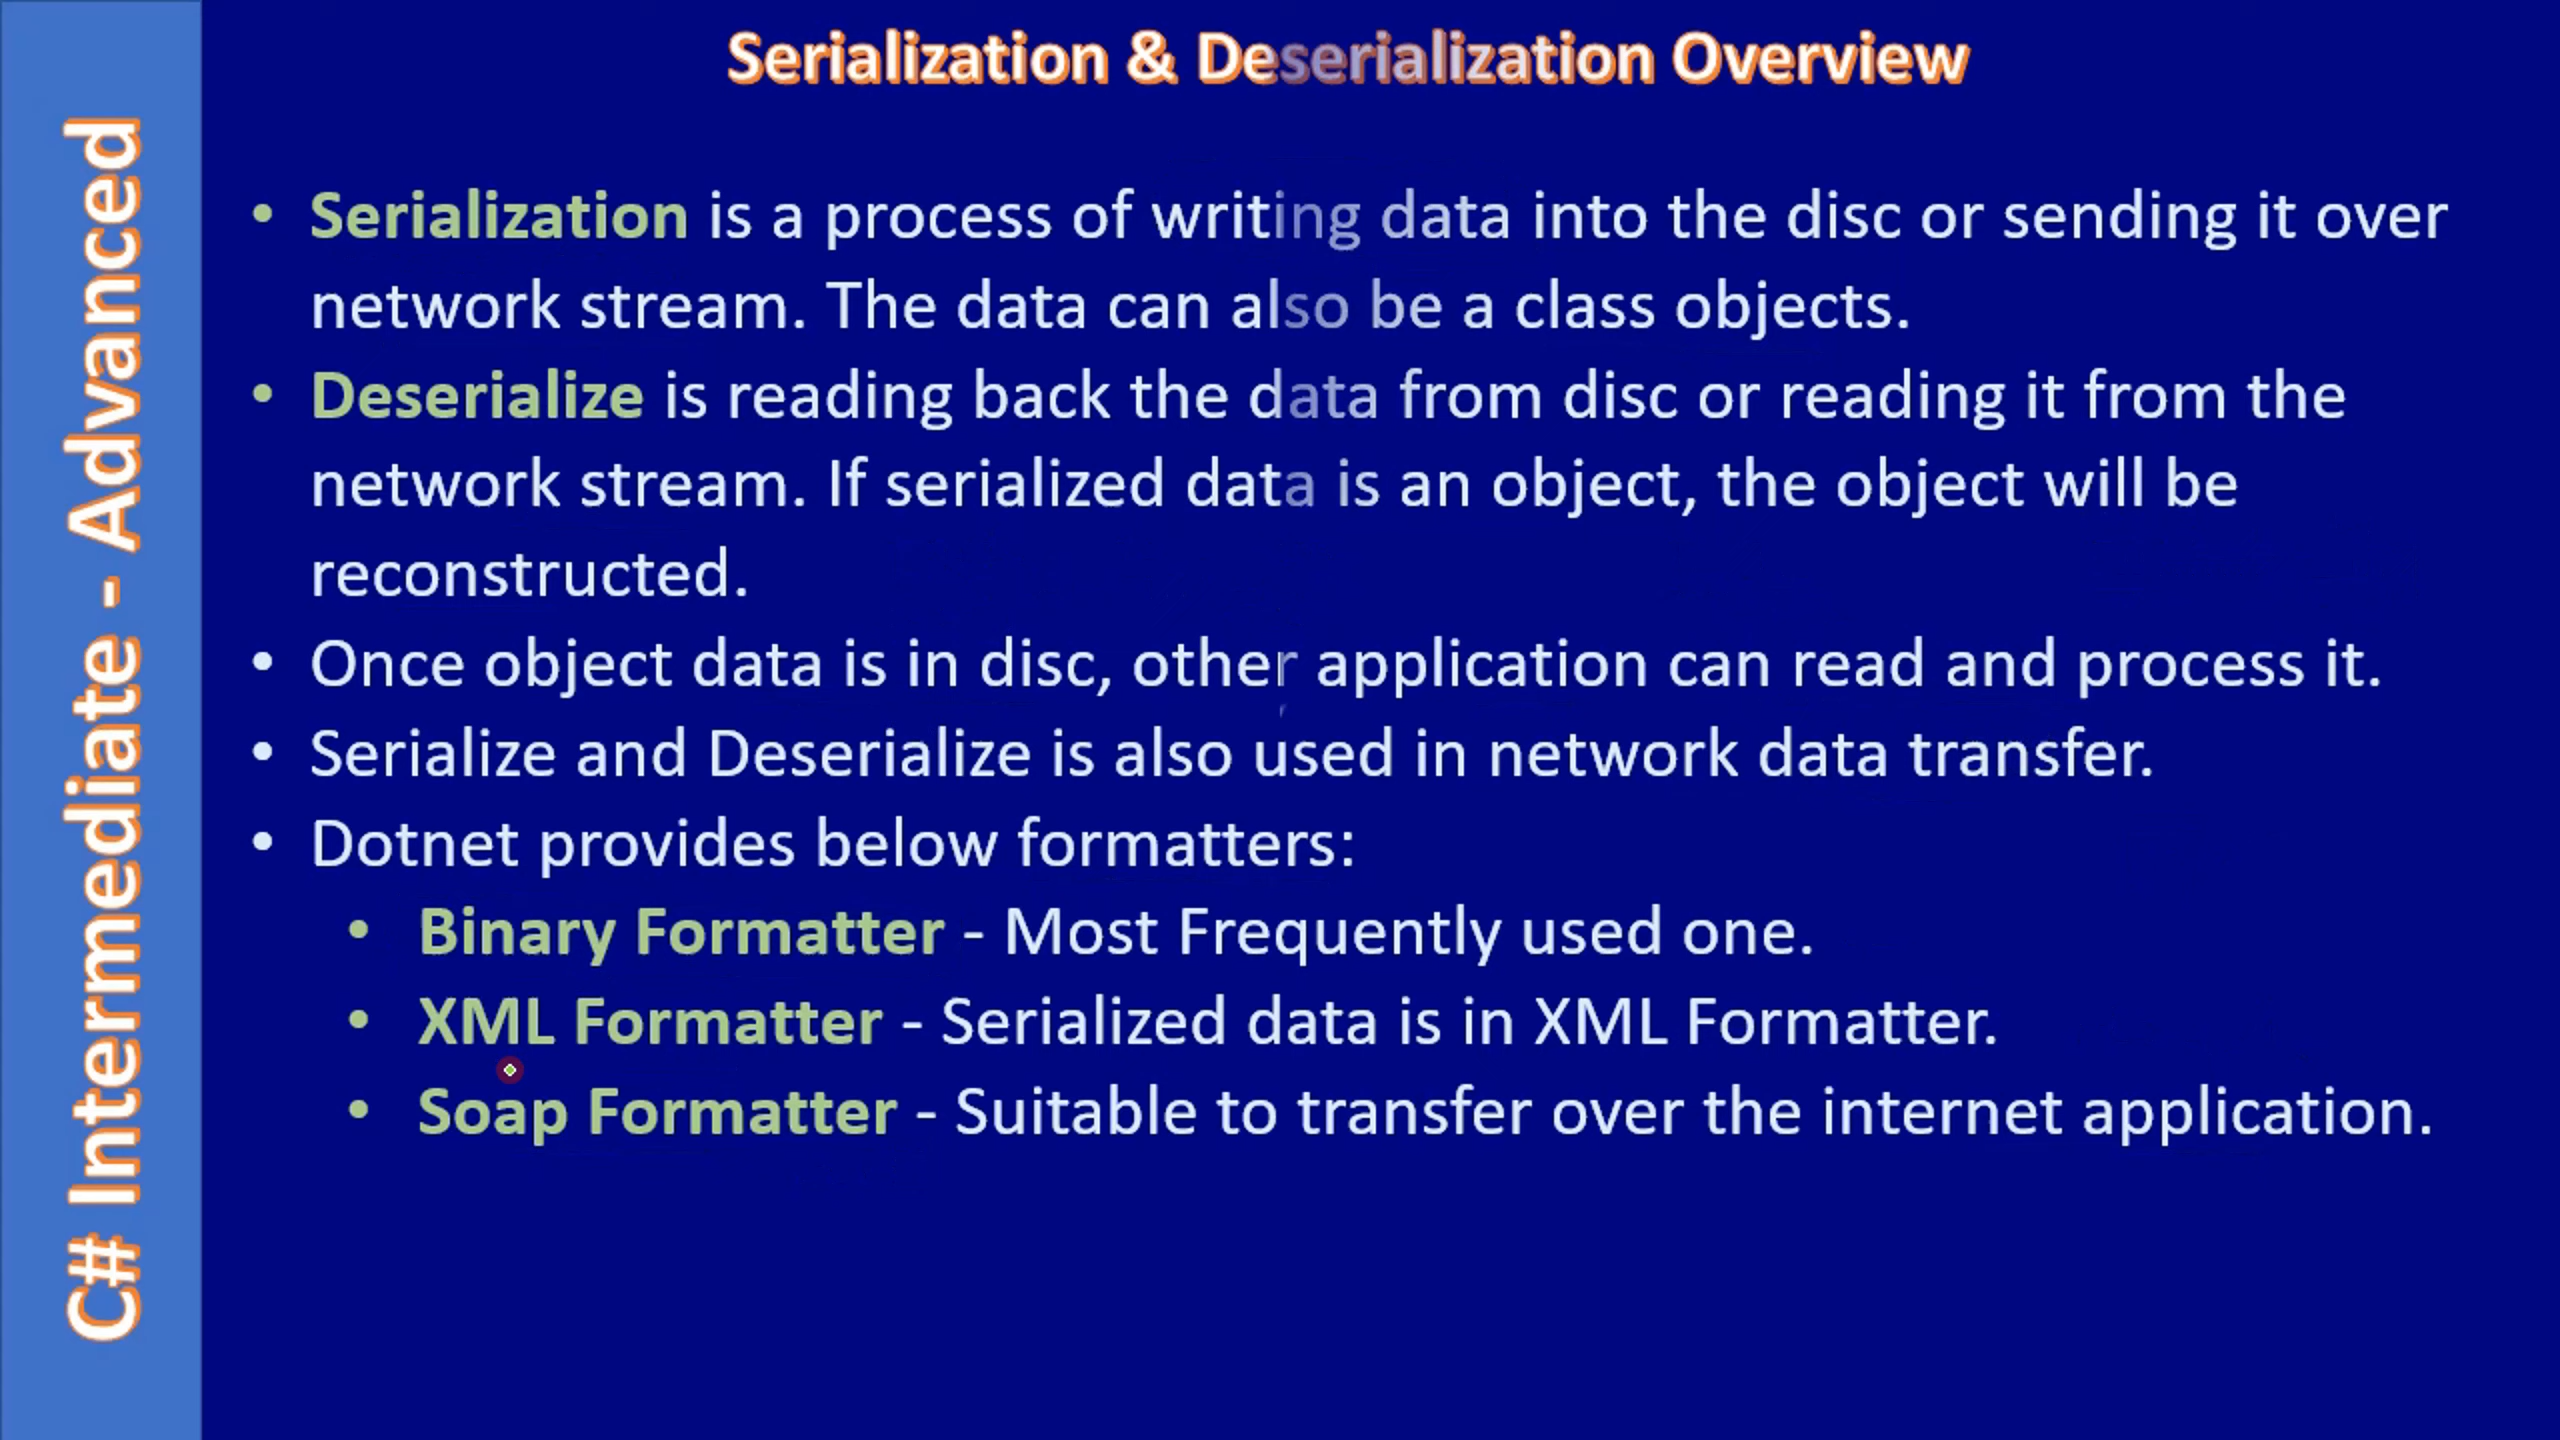 Serialization & Deserialization Overview
C# Intermediate - Advanced
• Serialization is a process of writing data into the disc or sending it over
network stream. The data can also be a class objects.
• Deserialize is reading back the data from disc or reading it from the
network stream. If serialized data is an object, the object will be
reconstructed.
• Once object data is in disc, other application can read and process it.
• Serialize and Deserialize is also used in network data transfer.
• Dotnet provides below formatters:
• Binary Formatter - Most Frequently used one.
• XML Formatter - Serialized data is in XML Formatter.
• Soap Formatter - Suitable to transfer over the internet application.